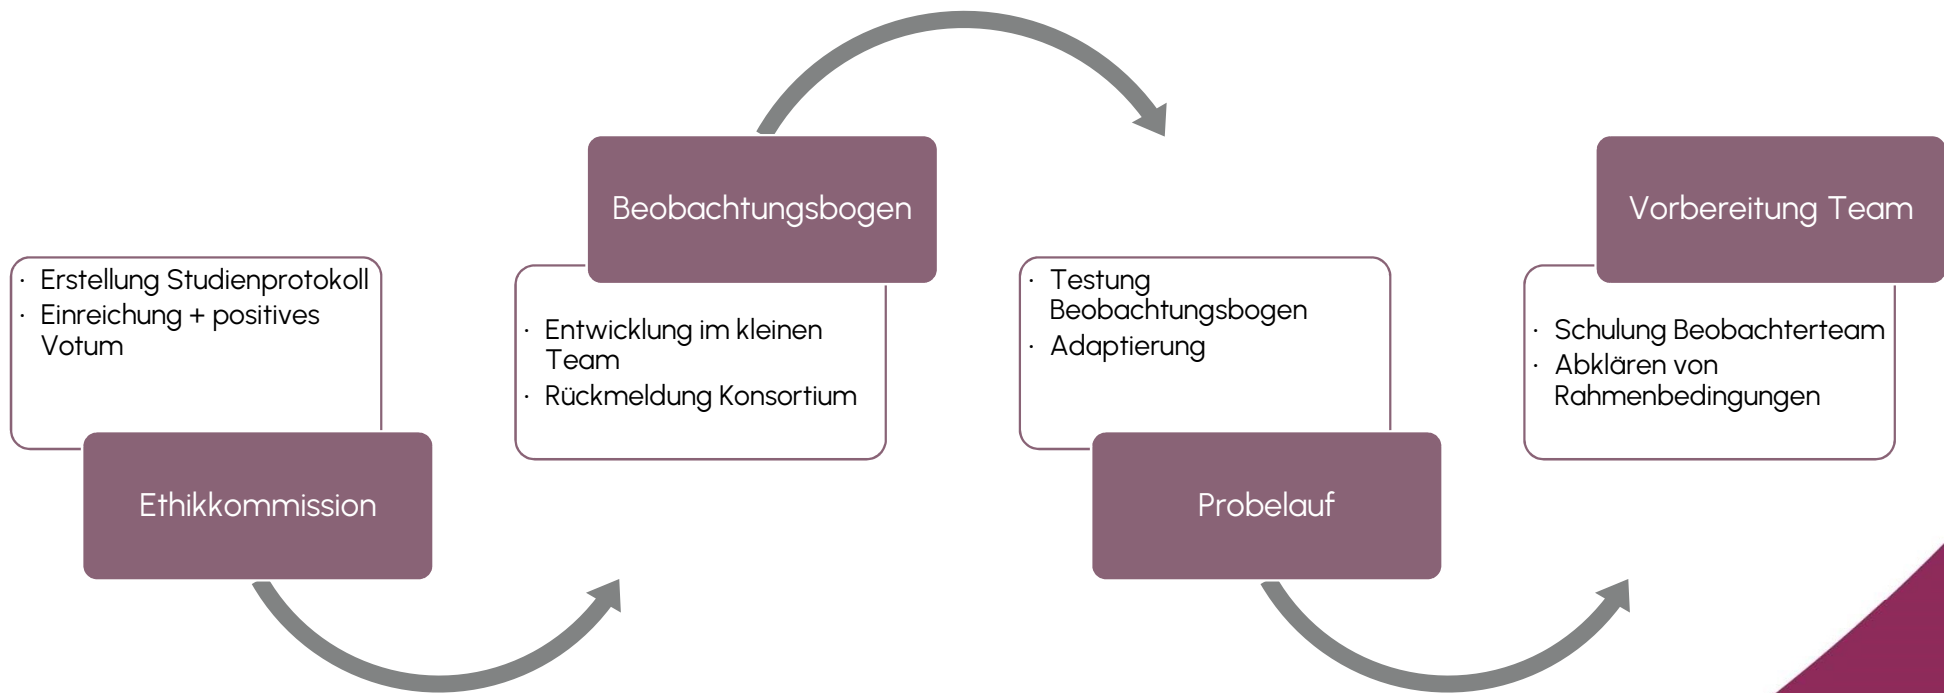 · Erstellung Studienprotokoll
· Einreichung + positives
Votum
Ethikkommission
Beobachtungsbogen
· Entwicklung im kleinen
Team
· Rückmeldung Konsortium
· Testung
Beobachtungsbogen
· Adaptierung
Probelauf
Vorbereitung Team
· Schulung Beobachterteam
· Abklären von
Rahmenbedingungen